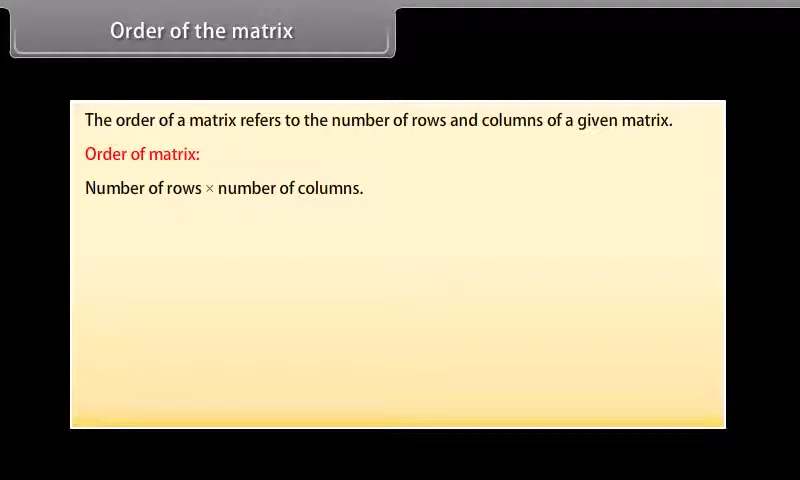 Order of the matrix
The order of a matrix refers to the number of rows and columns of a given matrix.
Order of matrix:
Number of rows × number of columns.